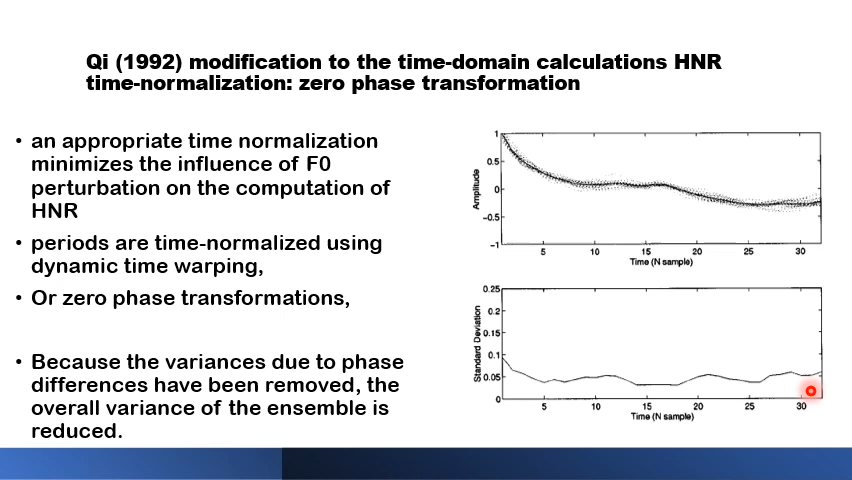 Qi (1992) modification to the time-domain calculations HNR
time-normalization: zero phase transformation
• an appropriate time normalization
minimizes the influence of F0
perturbation on the computation of
HNR
• periods are time-normalized using
dynamic time warping,
• Or zero phase transformations,
• Because the variances due to phase
differences have been removed, the
overall variance of the ensemble is
reduced.
Amplitude
1
0.5
0
−0.5
−1
5 10 15 20 25 30
Time (N sample)
Standard Deviation
0.25
0.2
0.15
0.1
0.05
0
5 10 15 20 25 30
Time (N sample)